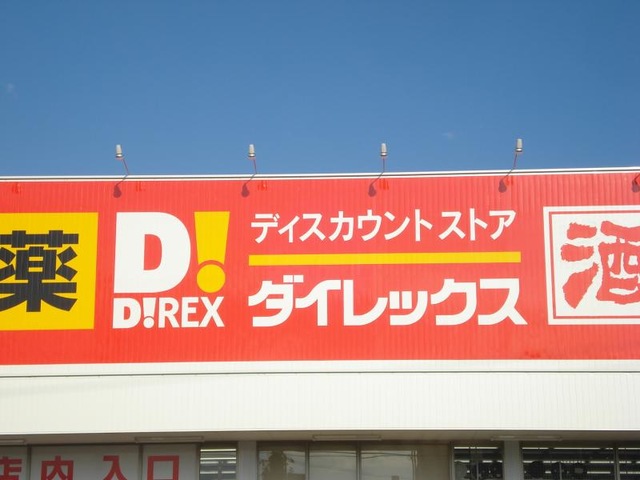 薬
D!
D!REX
ディスカウントストア
ダイレックス
酒
店内入口